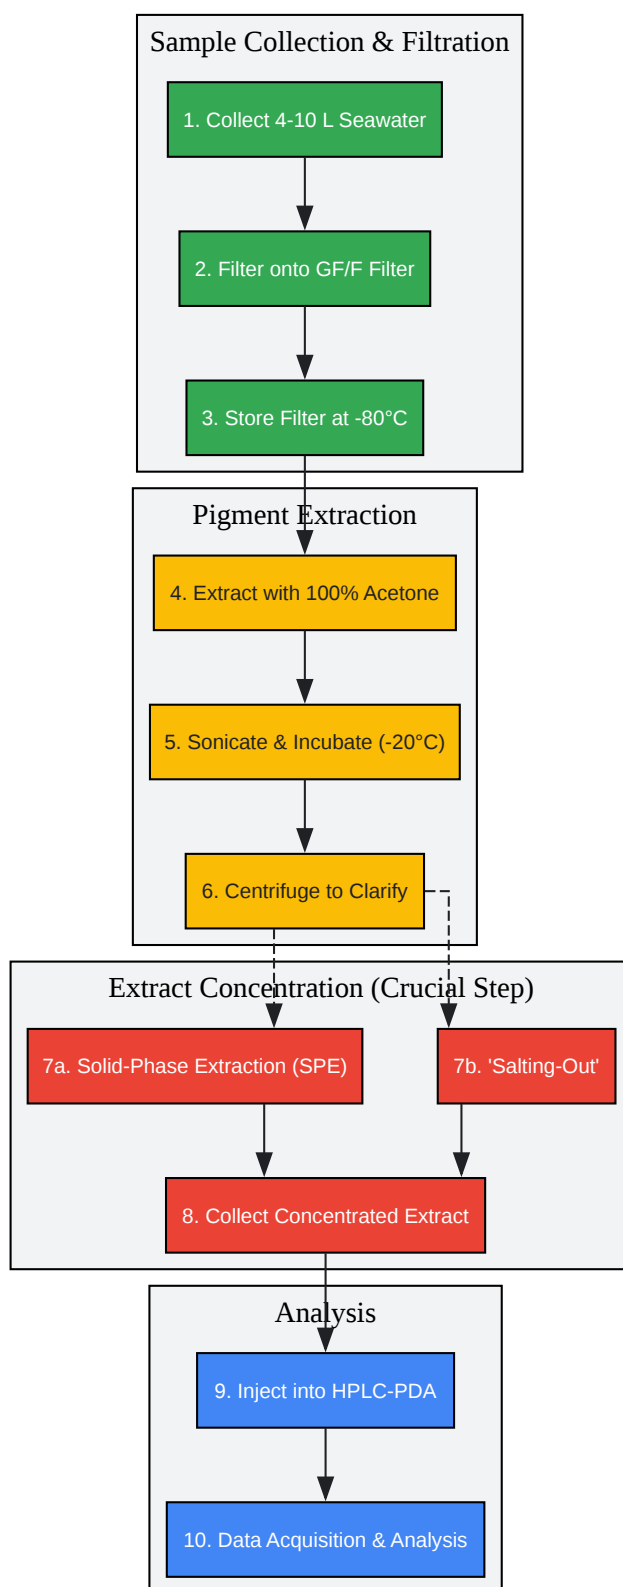 Sample Collection & Filtration
1. Collect 4-10 L Seawater
2. Filter onto GF/F Filter
3. Store Filter at -80°C
Pigment Extraction
4. Extract with 100% Acetone
5. Sonicate & Incubate (-20°C)
6. Centrifuge to Clarify
Extract Concentration (Crucial Step)
7a. Solid-Phase Extraction (SPE)
7b. 'Salting-Out'
8. Collect Concentrated Extract
Analysis
9. Inject into HPLC-PDA
10. Data Acquisition & Analysis